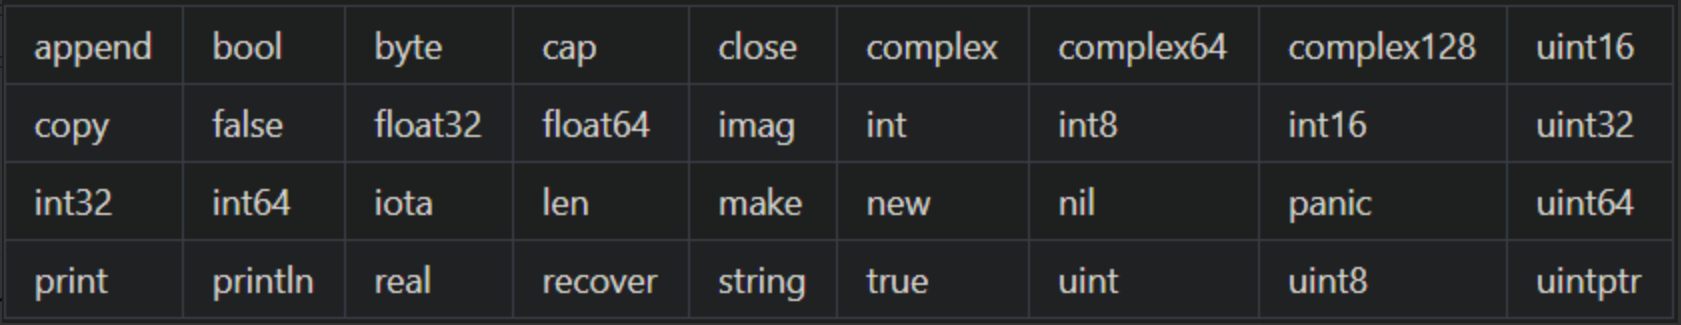 append bool byte cap close complex complex64 complex128 uint16
copy false float32 float64 imag int int8 int16 uint32
int32 int64 iota len make new nil panic uint64
print println real recover string true uint uint8 uintptr